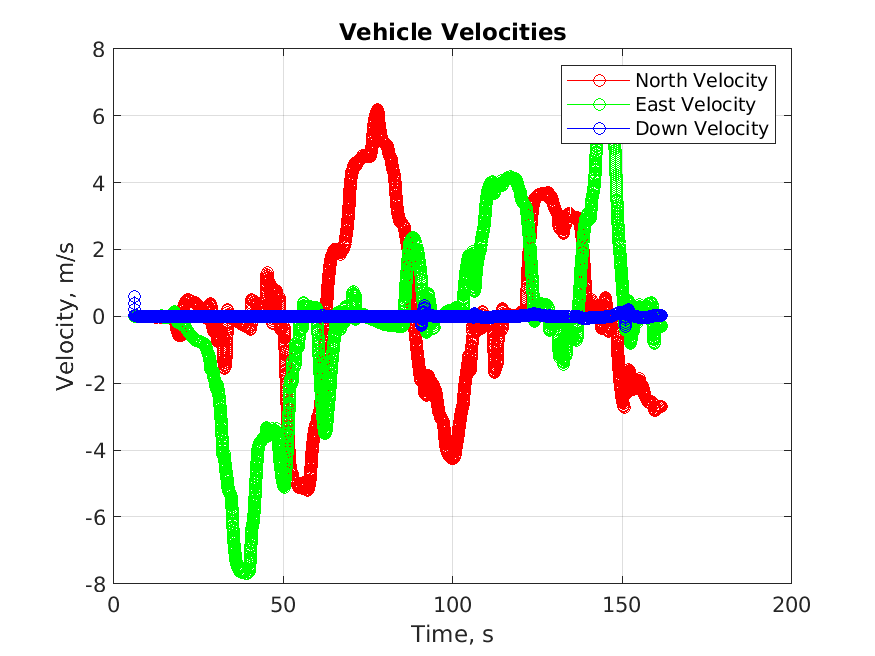 Vehicle Velocities
North Velocity
East Velocity
Down Velocity
8
6
4
2
0
-2
-4
-6
-8
Velocity, m/s
0 50 100 150 200
Time, s